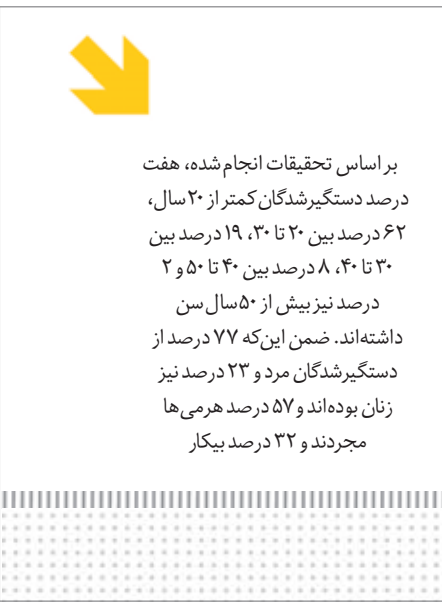 بر اساس تحقیقات انجام‌شده، هفت
درصد دستگیرشدگان کمتر از ۲۰ سال،
۶۲ درصد بین ۲۰ تا ۳۰، ۱۹ درصد بین
۳۰ تا ۴۰، ۸ درصد بین ۴۰ تا ۵۰ و ۲
درصد نیز بیش از ۵۰ سال سن
داشته‌اند. ضمن این‌که ۷۷ درصد از
دستگیرشدگان مرد و ۲۳ درصد نیز
زنان بوده‌اند و ۵۷ درصد هرمی‌ها
مجردند و ۳۲ درصد بیکار